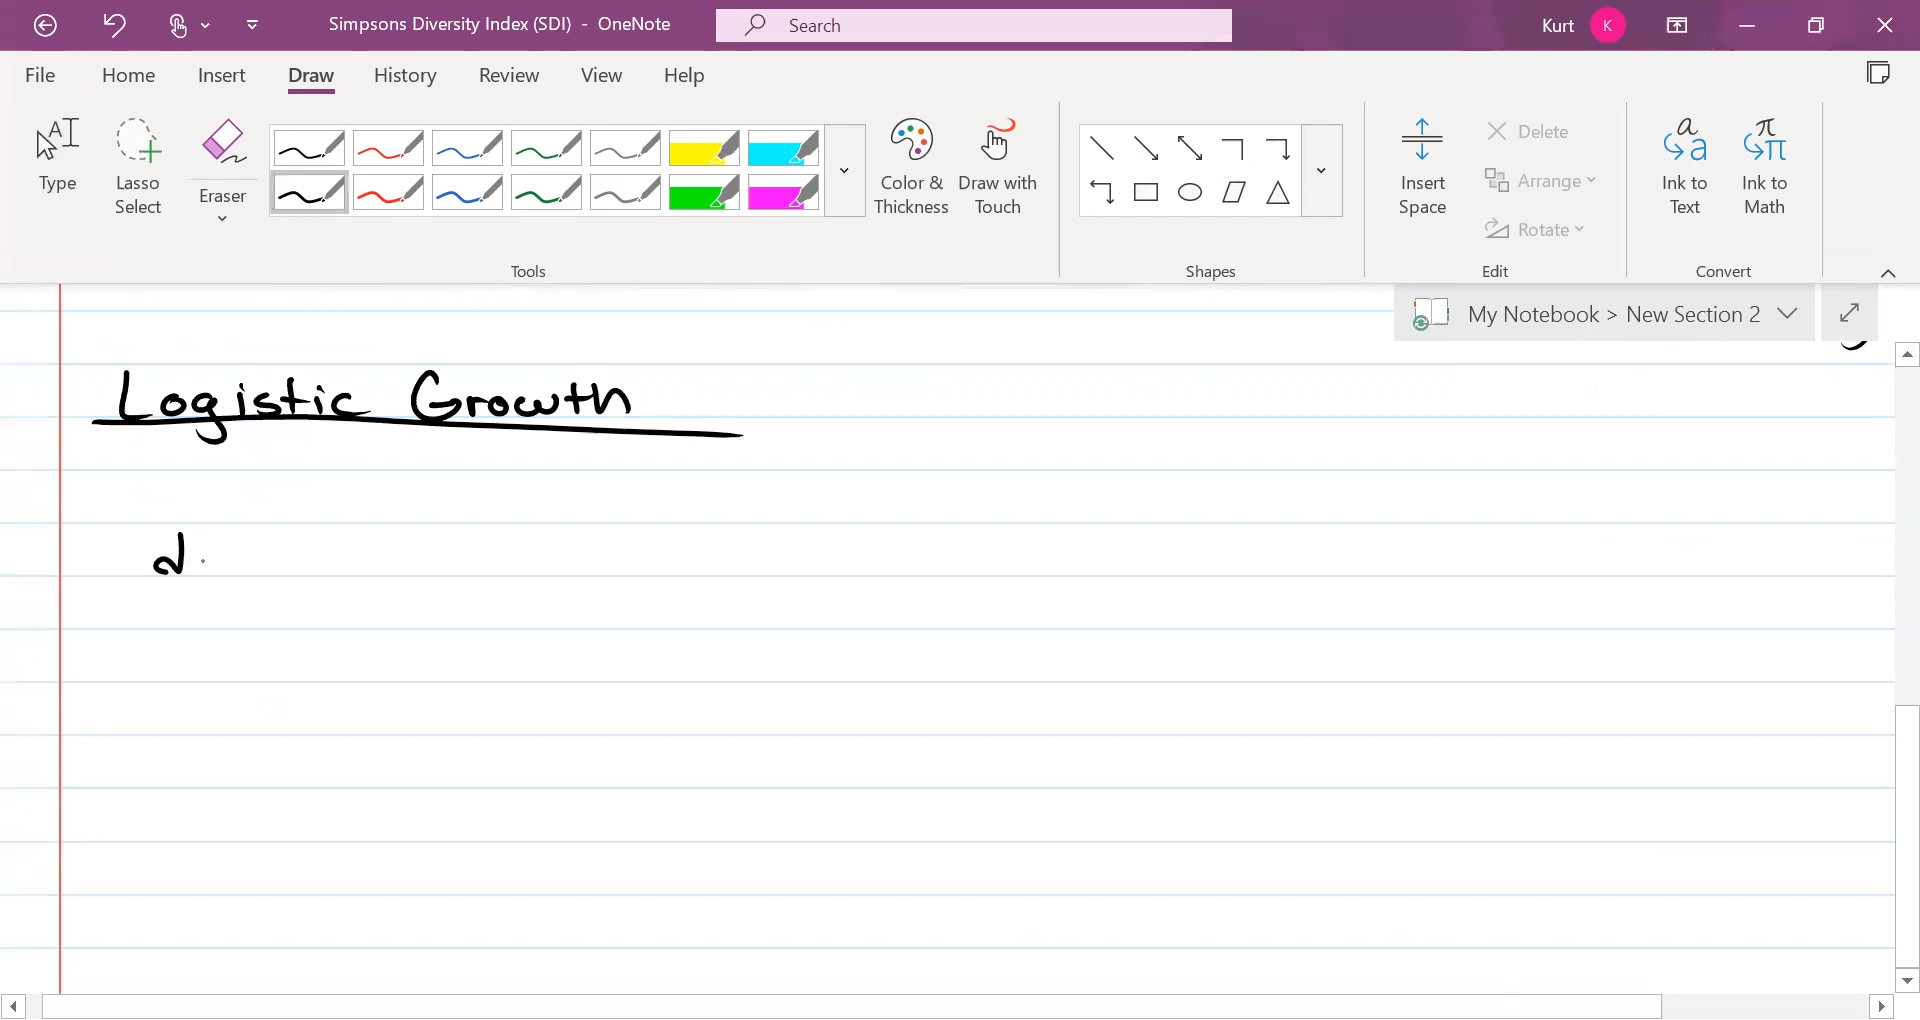 Simpsons Diversity Index (SDI) - OneNote
Search
Kurt
K
File Home Insert Draw History Review View Help
Type
Lasso Select
Eraser
Color & Thickness
Draw with Touch
Insert Space
Delete
Arrange
Rotate
Ink to Text
Ink to Math
Tools
Shapes
Edit
Convert
My Notebook > New Section 2
Logistic Growth
d